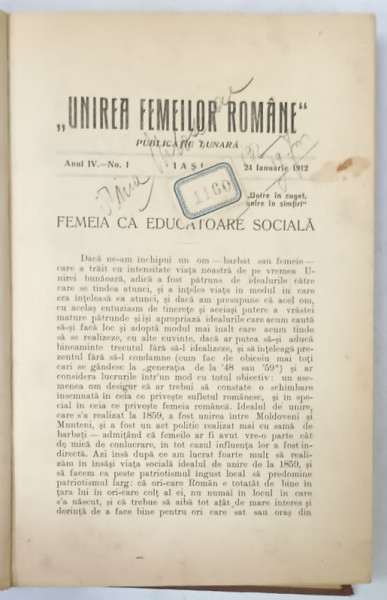 „UNIREA FEMEILOR ROMÂNE“
PUBLICAȚIE LUNARĂ
Anul IV.—No. 1 IAȘI 24 Ianuarie 1912
1160
„Unire în cuget,
unire în simțiri“
FEMEIA CA EDUCATOARE SOCIALĂ
Dacă ne-am închipui un om — barbat sau femeie —
care a trăit cu intensitate viața noastră de pe vremea U-
nirei bunăoară, adică a fost pătruns de idealurile către
care se tindea atunci, și a înțeles viața în modul in care
era înțeleasă ea atunci, și dacă am presupune că acel om,
cu acelaș entuziasm de tinerețe și aceiași putere a vrâstei
mature pătrunde și își apropriază idealurile care acum caută
să-și facă loc și adoptă modul mai inalt care acum tinde
să se realizeze, cu alte cuvinte, dacă ar putea să-și aducă
bineaminte trecutul fără să-l idealizeze, și să înțeleagă pre-
zentul fără să-l condamne (cum fac de obiceiu mai toți
cari se gândesc la „generația de la '48 sau '59“) și ar
considera lucrurile intr'un mod cu totul obiectiv: un ase-
menea om desigur că ar trebui să constate o schimbare
insemnată în ceia ce privește sufletul românesc, și în spe-
cial în ceia ce privește femeia româncă. Idealul de unire,
care s'a realizat la 1859, a fost unirea intre Moldoveni și
Munteni, și a fost un act politic realizat mai cu samă de
barbați — admițând că femeile ar fi avut vre-o parte cât
de mică de conlucrare, în tot cazul influența lor a fost in-
directă. Azi insă după ce am lucrat foarte mult să reali-
zăm în însăși viața socială idealul de unire de la 1859, și
să facem ca peste patriotismul ingust local să predomine
patriotismul larg: că ori-care Român e totatât de bine în
țara lui în ori-care colț al ei, nu numai în locul in care
s'a născut, și că trebue să aibă tot atât de mare interes și
dorință de a face bine pentru ori care sat sau oraș din